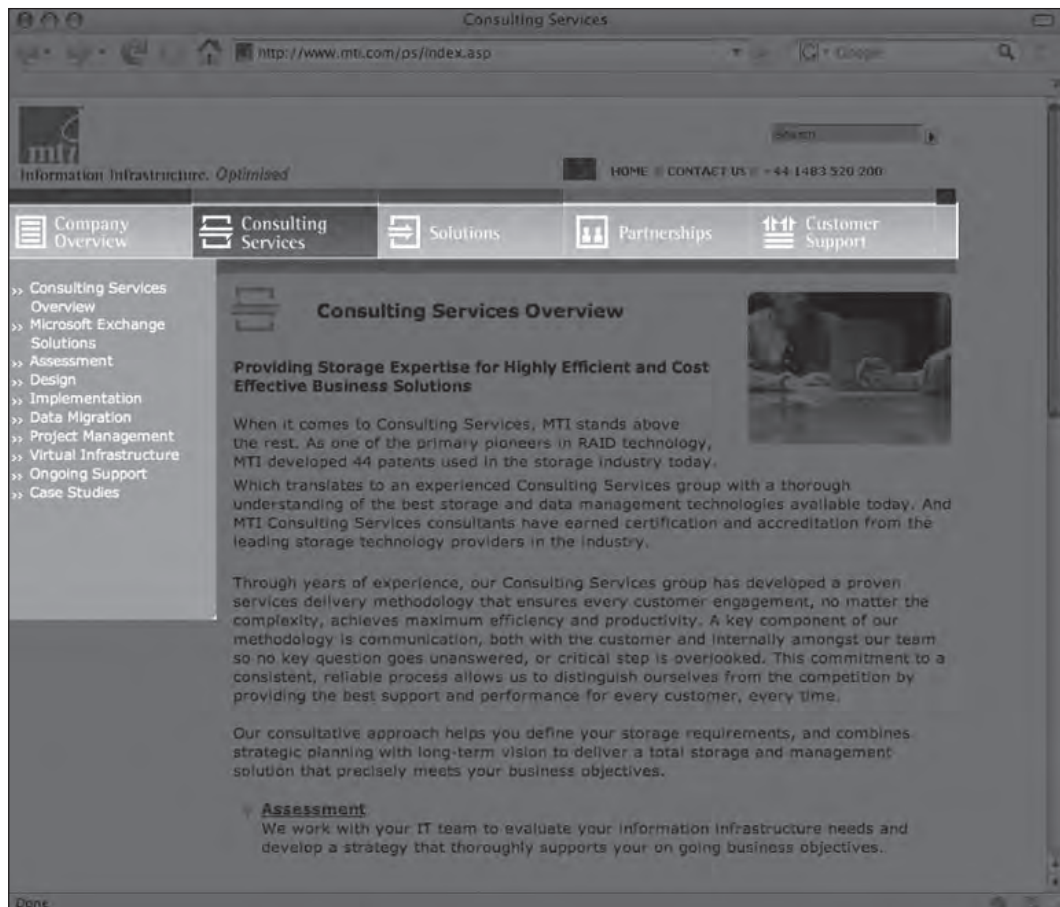 Consulting Services
http://www.mti.com/ps/index.asp
Google
mti
Search
Information Infrastructure. Optimised
HOME CONTACT US +44 1483 520 200
Company
Overview
Consulting
Services
Solutions
Partnerships
Customer
Support
›› Consulting Services
Overview
›› Microsoft Exchange
Solutions
›› Assessment
›› Design
›› Implementation
›› Data Migration
›› Project Management
›› Virtual Infrastructure
›› Ongoing Support
›› Case Studies
Consulting Services Overview
Providing Storage Expertise for Highly Efficient and Cost
Effective Business Solutions
When it comes to Consulting Services, MTI stands above
the rest. As one of the primary pioneers in RAID technology,
MTI developed 44 patents used in the storage industry today.
Which translates to an experienced Consulting Services group with a thorough
understanding of the best storage and data management technologies available today. And
MTI Consulting Services consultants have earned certification and accreditation from the
leading storage technology providers in the industry.
Through years of experience, our Consulting Services group has developed a proven
services delivery methodology that ensures every customer engagement, no matter the
complexity, achieves maximum efficiency and productivity. A key component of our
methodology is communication, both with the customer and internally amongst our team
so no key question goes unanswered, or critical step is overlooked. This commitment to a
consistent, reliable process allows us to distinguish ourselves from the competition by
providing the best support and performance for every customer, every time.
Our consultative approach helps you define your storage requirements, and combines
strategic planning with long-term vision to deliver a total storage and management
solution that precisely meets your business objectives.
Assessment
We work with your IT team to evaluate your information infrastructure needs and
develop a strategy that thoroughly supports your on going business objectives.
Done